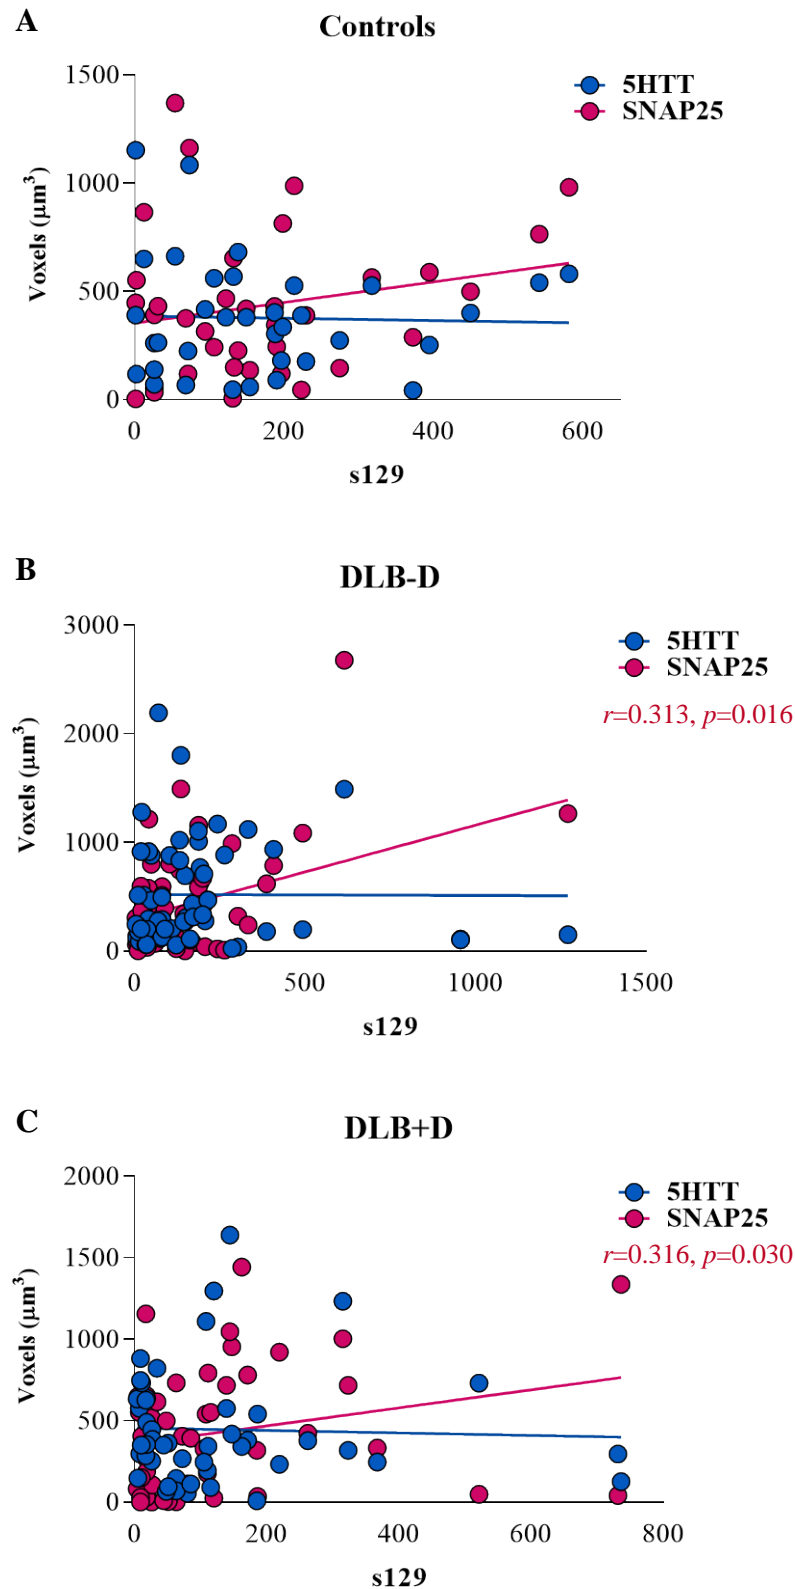 A
Controls
5HTT
SNAP25
Voxels (μm³)
1500
1000
500
0
0 200 400 600
s129
B
DLB-D
5HTT
SNAP25
r=0.313, p=0.016
Voxels (μm³)
3000
2000
1000
0
0 500 1000 1500
s129
C
DLB+D
5HTT
SNAP25
r=0.316, p=0.030
Voxels (μm³)
2000
1500
1000
500
0
0 200 400 600 800
s129